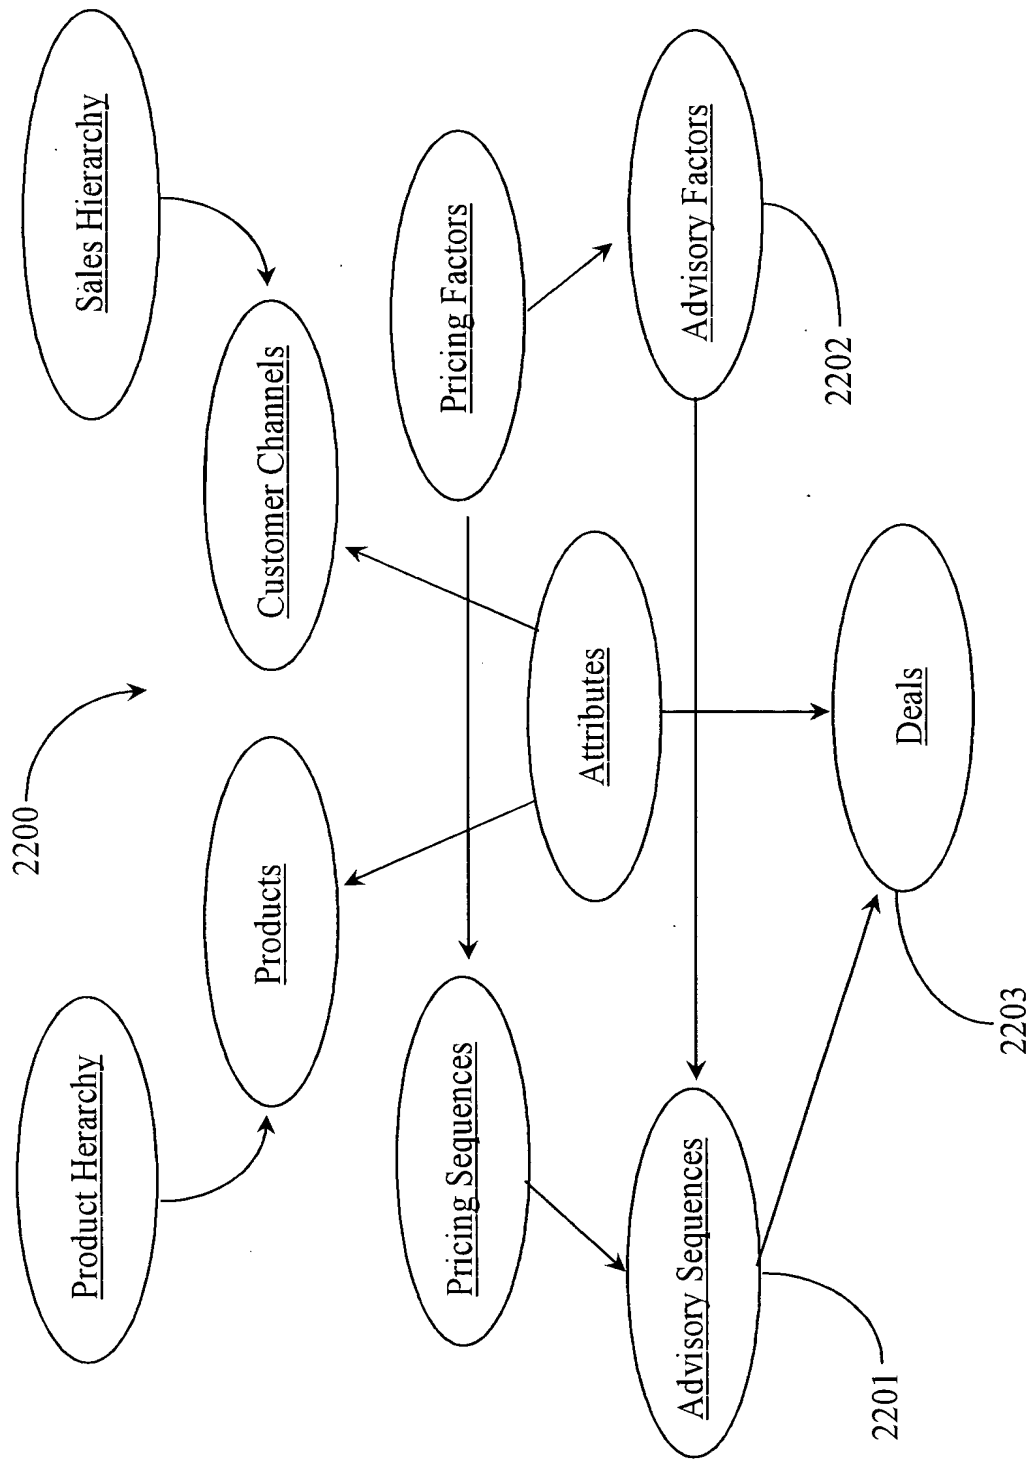 2200
Product Herarchy
Sales Hierarchy
Products
Customer Channels
Pricing Sequences
Pricing Factors
Attributes
Advisory Sequences
Advisory Factors
2201
2202
Deals
2203